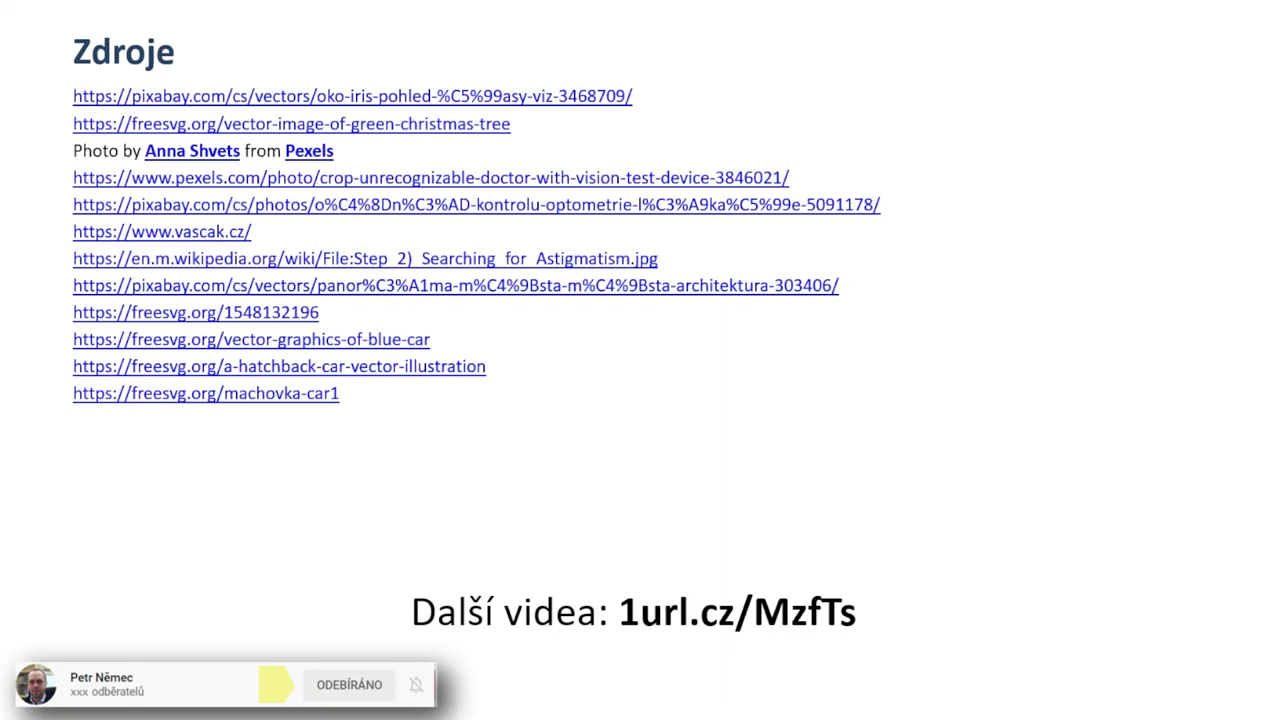 Zdroje
https://pixabay.com/cs/vectors/oko-iris-pohled-%C5%99asy-viz-3468709/
https://freesvg.org/vector-image-of-green-christmas-tree
Photo by Anna Shvets from Pexels
https://www.pexels.com/photo/crop-unrecognizable-doctor-with-vision-test-device-3846021/
https://pixabay.com/cs/photos/o%C4%8Dn%C3%AD-kontrolu-optometrie-l%C3%A9ka%C5%99e-5091178/
https://www.vascak.cz/
https://en.m.wikipedia.org/wiki/File:Step_2)_Searching_for_Astigmatism.jpg
https://pixabay.com/cs/vectors/panor%C3%A1ma-m%C4%9Bsta-m%C4%9Bsta-architektura-303406/
https://freesvg.org/1548132196
https://freesvg.org/vector-graphics-of-blue-car
https://freesvg.org/a-hatchback-car-vector-illustration
https://freesvg.org/machovka-car1
Další videa: 1url.cz/MzfTs
Petr Němec
xxx odběratelů
ODEBÍRÁNO